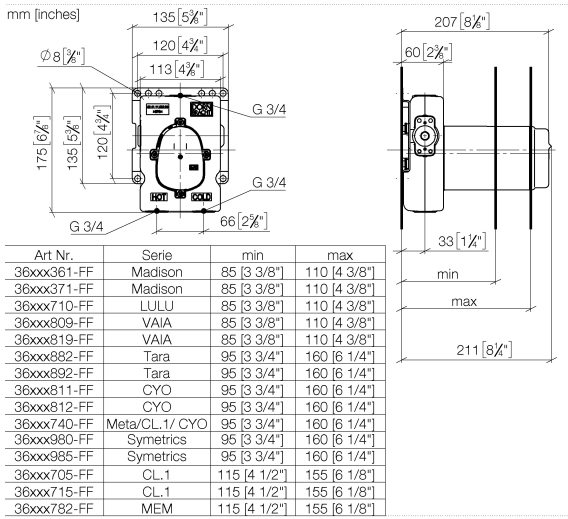 mm [inches]
135 [5⅜"]
120 [4¾"]
Ø 8 [⅜"]
113 [4⅜"]
G 3/4
175 [6⅞"]
135 [5⅜"]
120 [4¾"]
G 3/4
HOT COLD
G 3/4
66 [2⅝"]
207 [8⅛"]
60 [2⅜"]
33 [1¼"]
min
max
211 [8¼"]
Art Nr. Serie min max
36xxx361-FF Madison 85 [3 3/8"] 110 [4 3/8"]
36xxx371-FF Madison 85 [3 3/8"] 110 [4 3/8"]
36xxx710-FF LULU 85 [3 3/8"] 110 [4 3/8"]
36xxx809-FF VAIA 85 [3 3/8"] 110 [4 3/8"]
36xxx819-FF VAIA 85 [3 3/8"] 110 [4 3/8"]
36xxx882-FF Tara 95 [3 3/4"] 160 [6 1/4"]
36xxx892-FF Tara 95 [3 3/4"] 160 [6 1/4"]
36xxx811-FF CYO 95 [3 3/4"] 160 [6 1/4"]
36xxx812-FF CYO 95 [3 3/4"] 160 [6 1/4"]
36xxx740-FF Meta/CL.1/ CYO 95 [3 3/4"] 160 [6 1/4"]
36xxx980-FF Symetrics 95 [3 3/4"] 160 [6 1/4"]
36xxx985-FF Symetrics 95 [3 3/4"] 160 [6 1/4"]
36xxx705-FF CL.1 115 [4 1/2"] 155 [6 1/8"]
36xxx715-FF CL.1 115 [4 1/2"] 155 [6 1/8"]
36xxx782-FF MEM 115 [4 1/2"] 155 [6 1/8"]